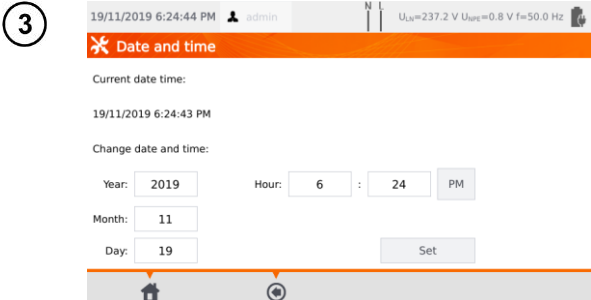 3
19/11/2019 6:24:44 PM admin N L ULN=237.2 V UNPE=0.8 V f=50.0 Hz
Date and time
Current date time:
19/11/2019 6:24:43 PM
Change date and time:
Year: 2019 Hour: 6 : 24 PM
Month: 11
Day: 19 Set